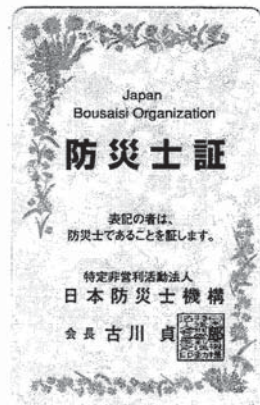 Japan
Bousaisi Organization
防災士証
表記の者は、
防災士であることを証します。
特定非営利活動法人
日本防災士機構
会長 古川 貞